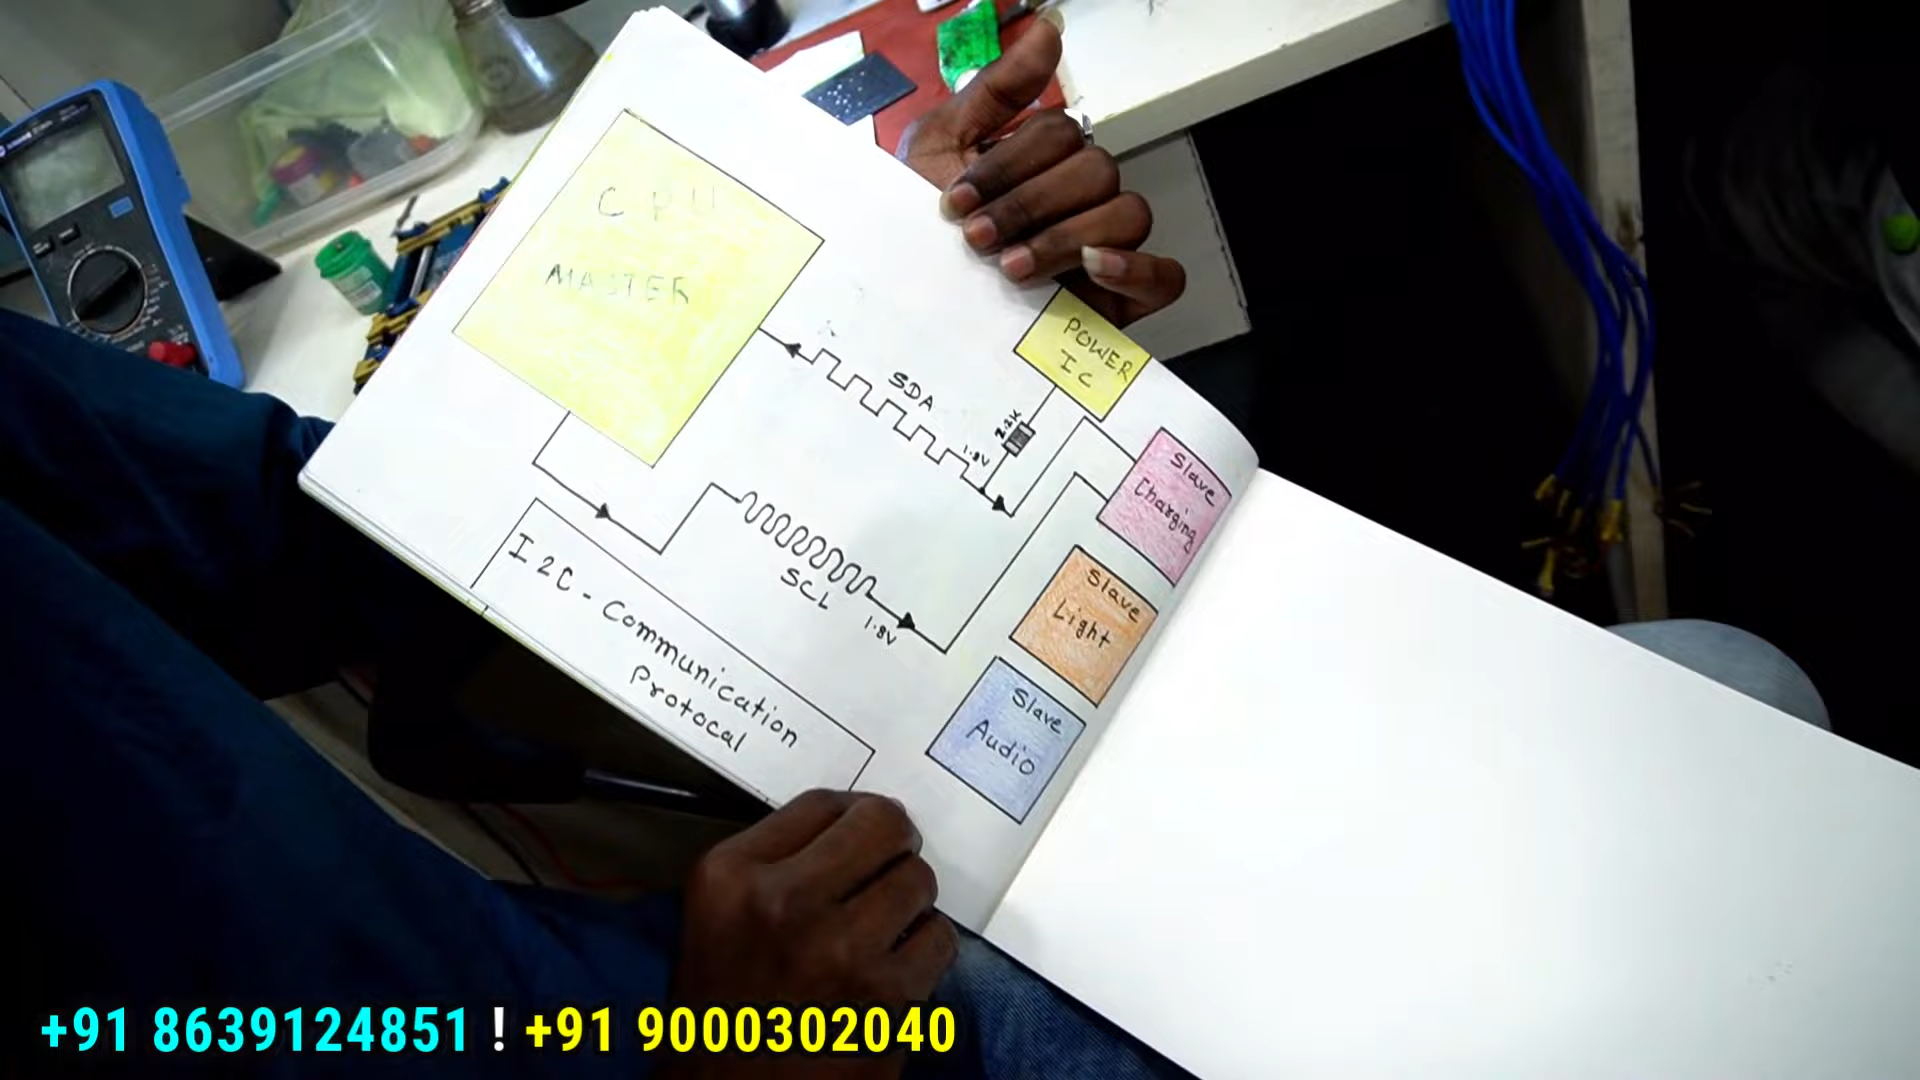 CPU
MASTER
SDA
1.8V
2.2K
POWER
IC
Slave
Charging
SCL
1.8V
Slave
Light
Slave
Audio
I2C - Communication
Protocal
+91 8639124851 ! +91 9000302040